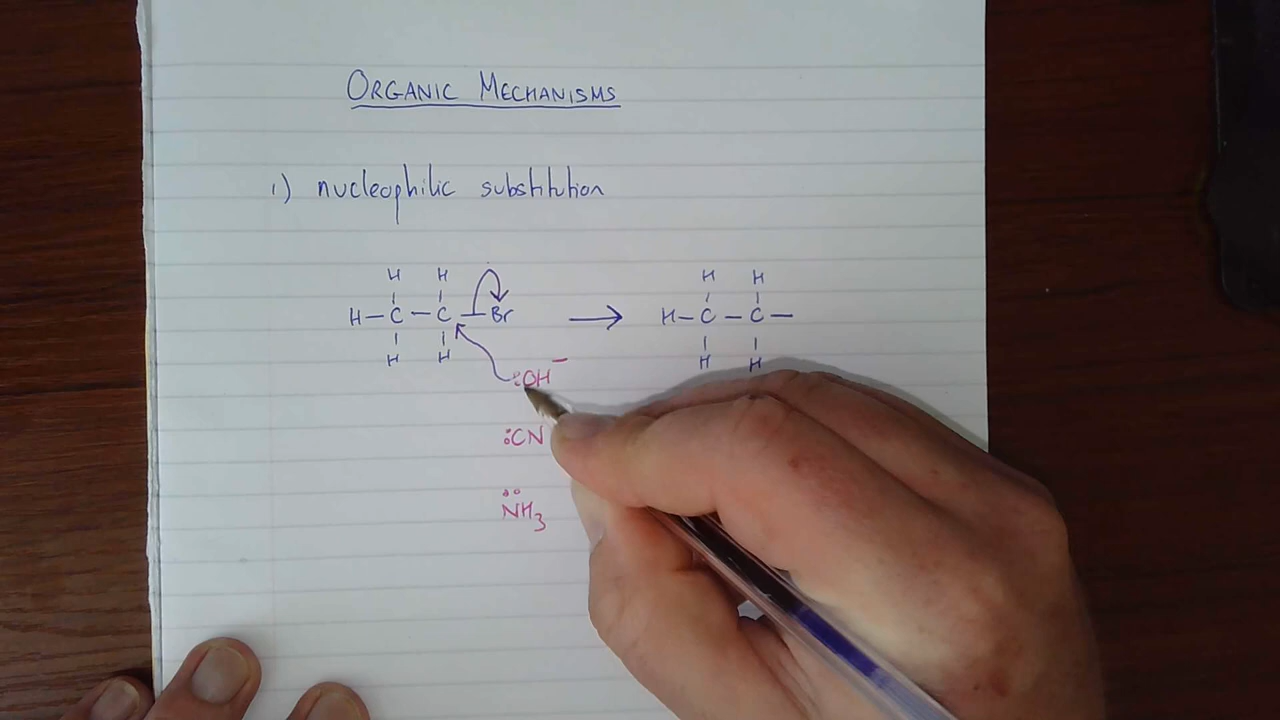 ORGANIC MECHANISMS
1) nucleophilic substitution
H H H H
H-C-C-Br → H-C-C-
H H H H
:OH⁻
:CN
NH₃